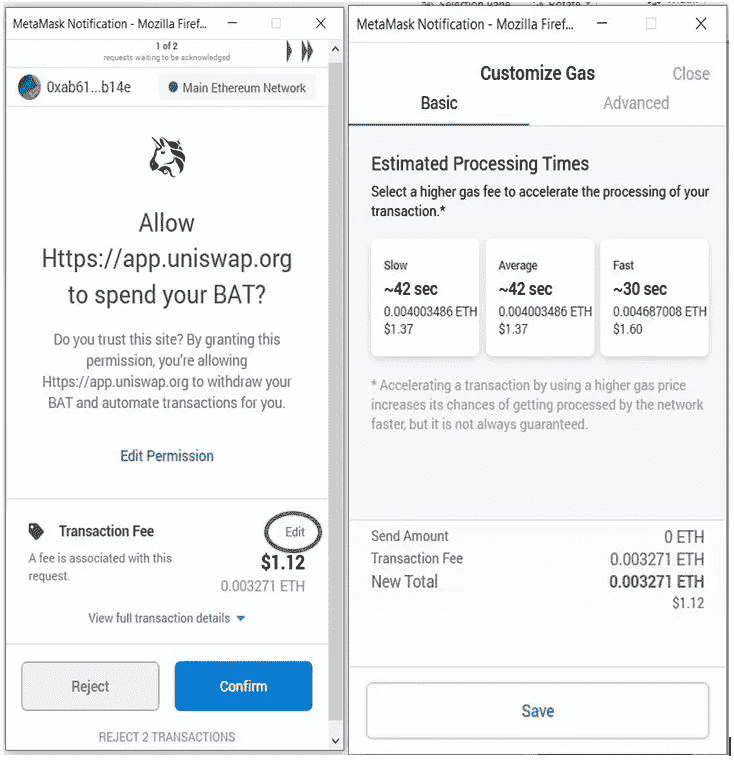 MetaMask Notification - Mozilla Firef...
1 of 2
requests waiting to be acknowledged
0xab61...b14e
Main Ethereum Network
Allow
Https://app.uniswap.org
to spend your BAT?
Do you trust this site? By granting this
permission, you're allowing
Https://app.uniswap.org to withdraw your
BAT and automate transactions for you.
Edit Permission
Transaction Fee
Edit
A fee is associated with this
request.
$1.12
0.003271 ETH
View full transaction details
Reject
Confirm
REJECT 2 TRANSACTIONS
MetaMask Notification - Mozilla Firef...
Customize Gas
Close
Basic
Advanced
Estimated Processing Times
Select a higher gas fee to accelerate the processing of your
transaction.*
Slow
~42 sec
0.004003486 ETH
$1.37
Average
~42 sec
0.004003486 ETH
$1.37
Fast
~30 sec
0.004687008 ETH
$1.60
* Accelerating a transaction by using a higher gas price
increases its chances of getting processed by the network
faster, but it is not always guaranteed.
Send Amount
0 ETH
Transaction Fee
0.003271 ETH
New Total
0.003271 ETH
$1.12
Save